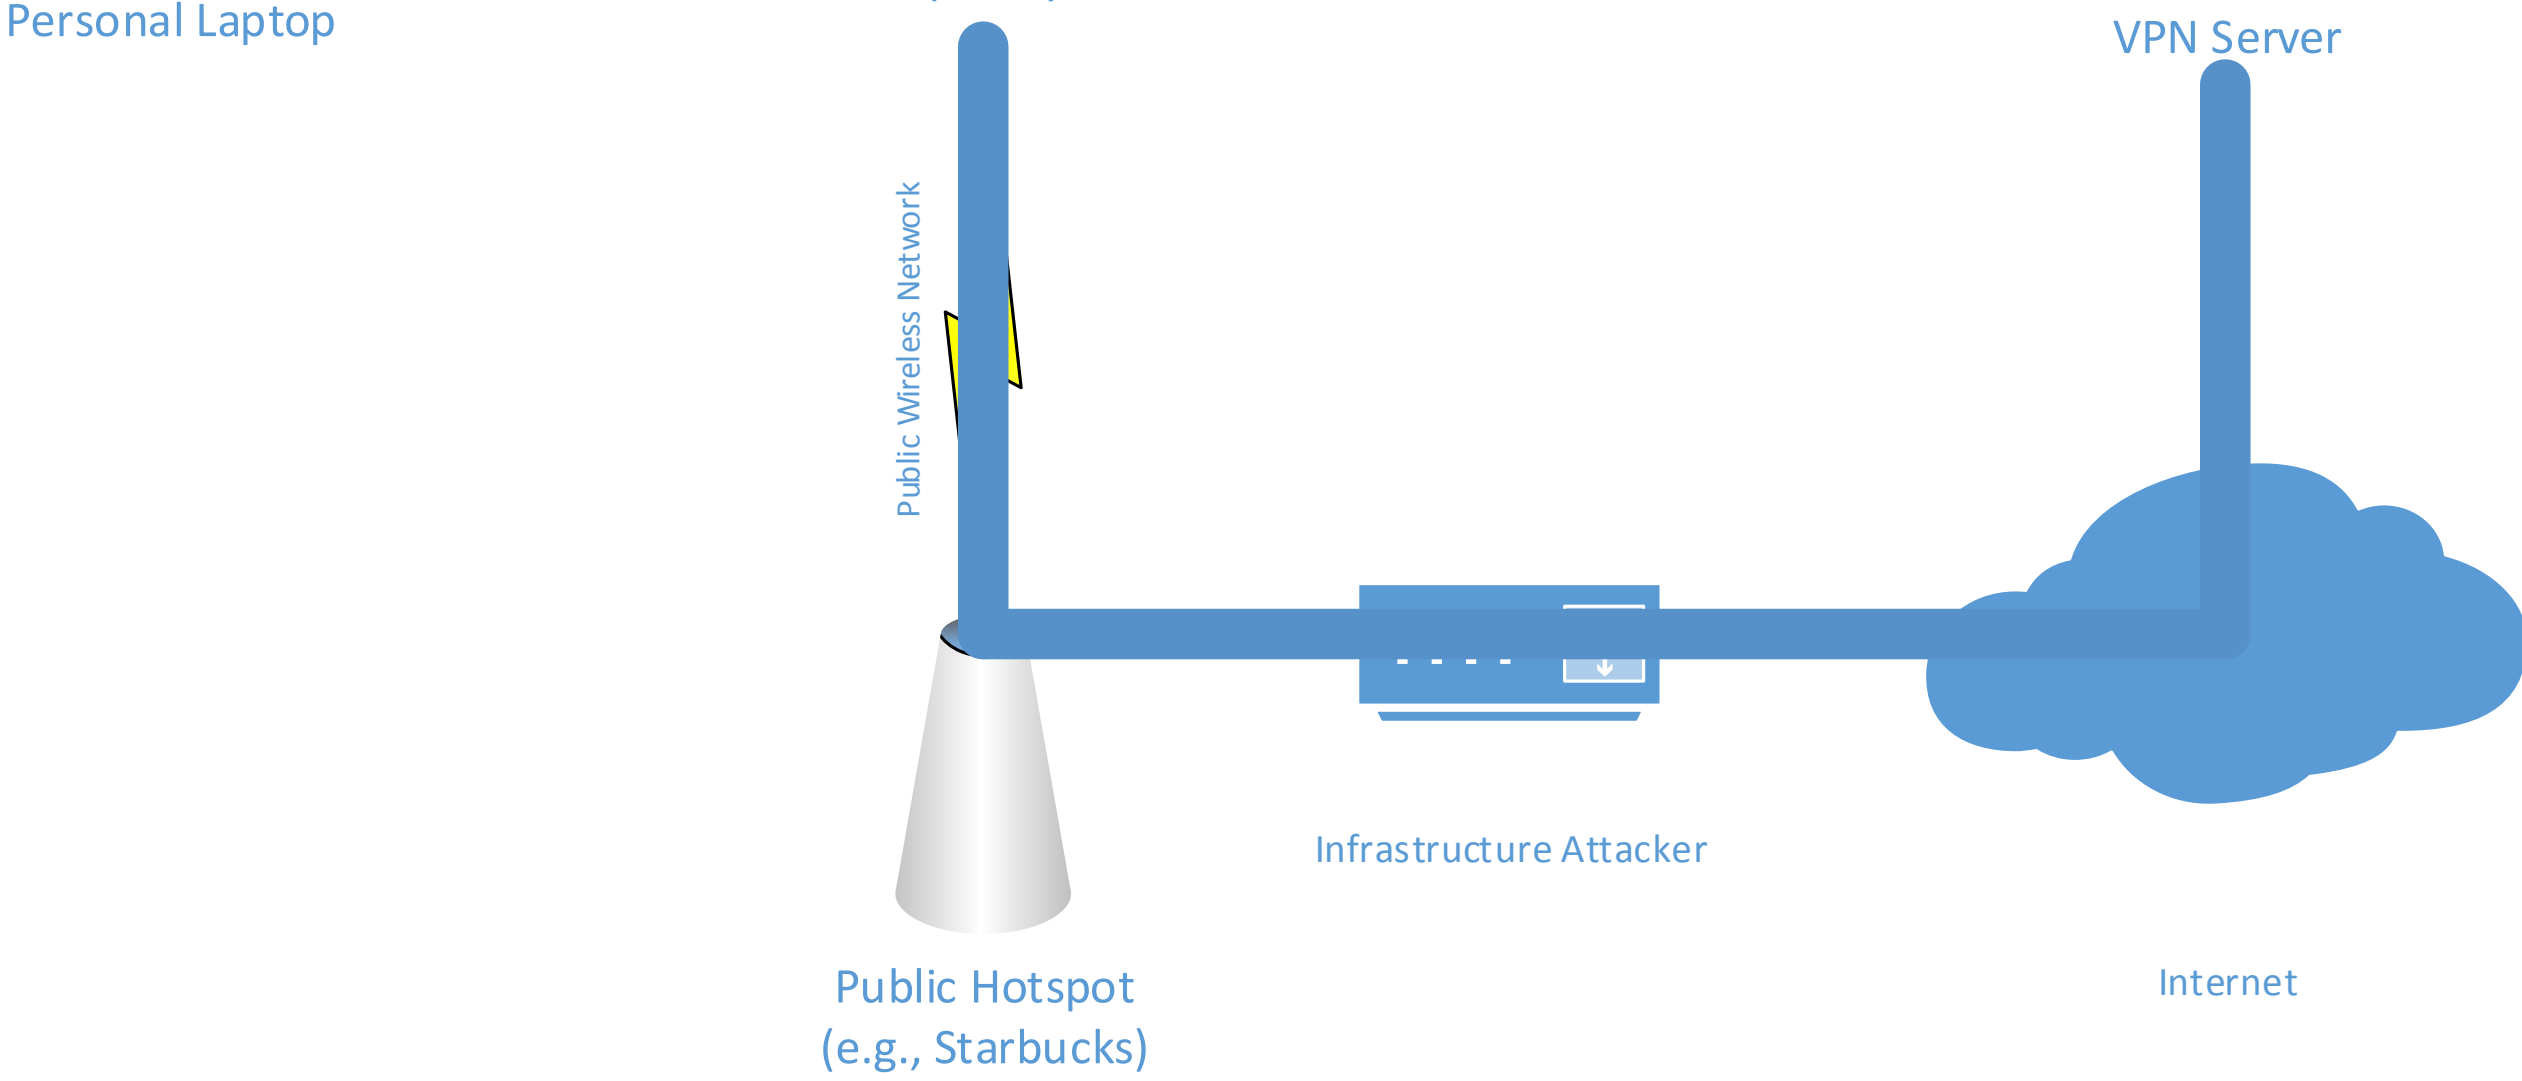 Personal Laptop
VPN Server
Public Wireless Network
Infrastructure Attacker
Public Hotspot
(e.g., Starbucks)
Internet